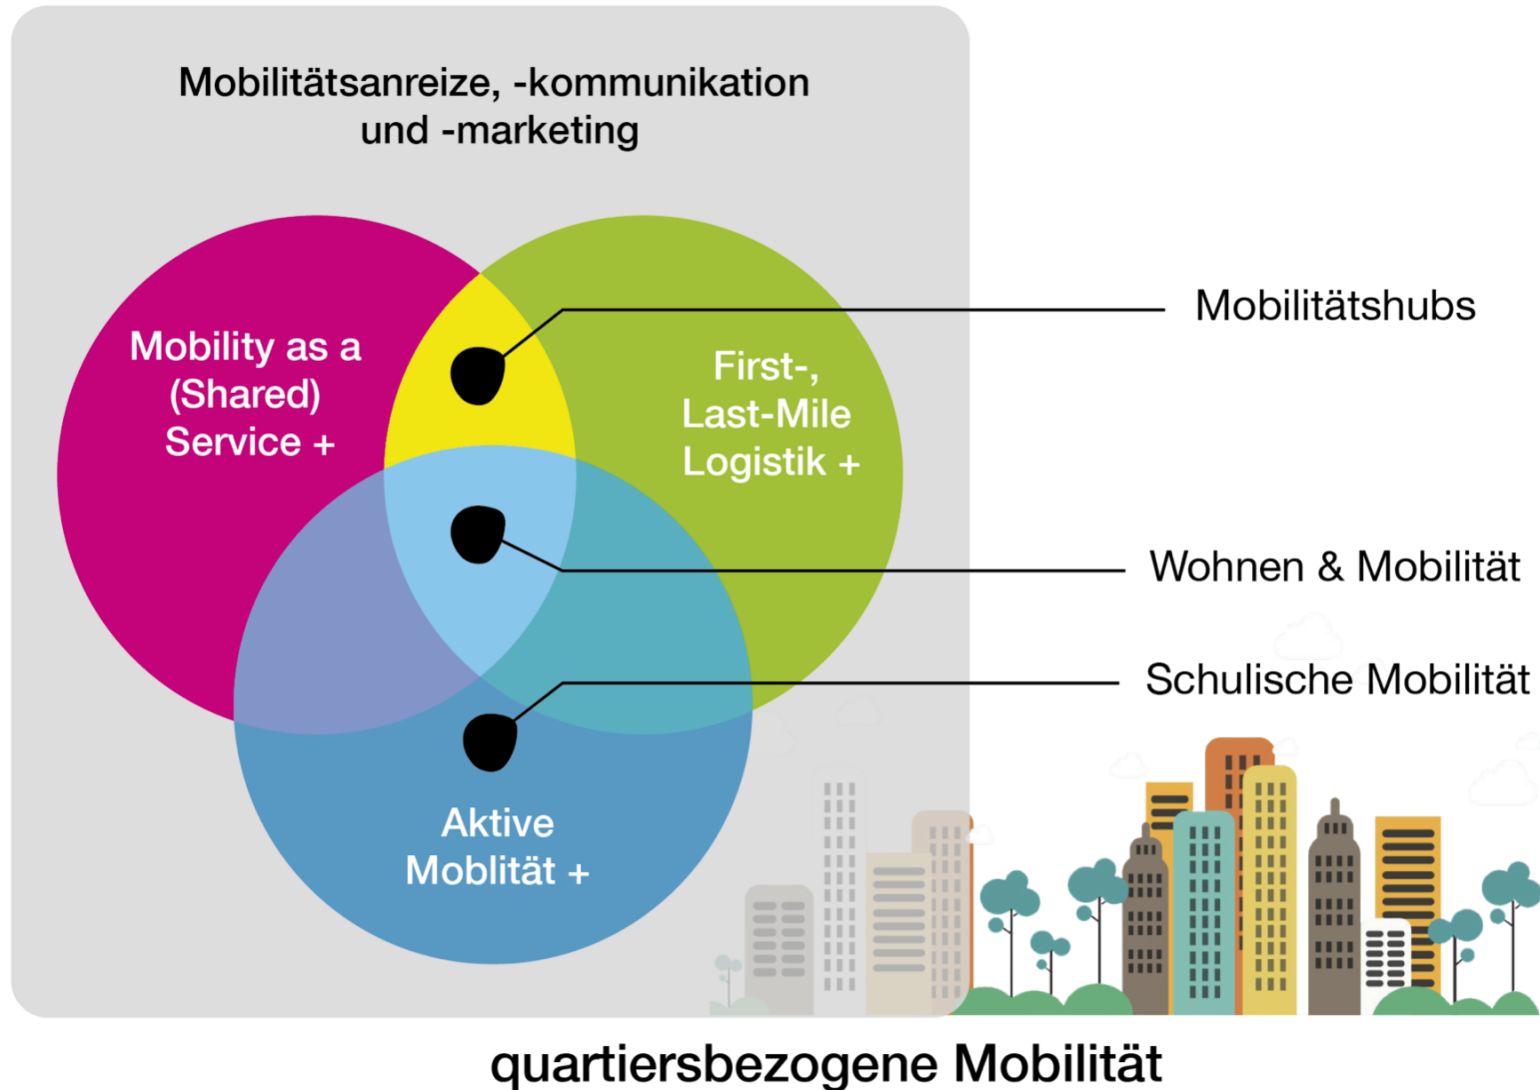 Mobilitätsanreize, -kommunikation
und -marketing
Mobility as a
(Shared)
Service +
First-,
Last-Mile
Logistik +
Aktive
Moblität +
Mobilitätshubs
Wohnen & Mobilität
Schulische Mobilität
quartiersbezogene Mobilität